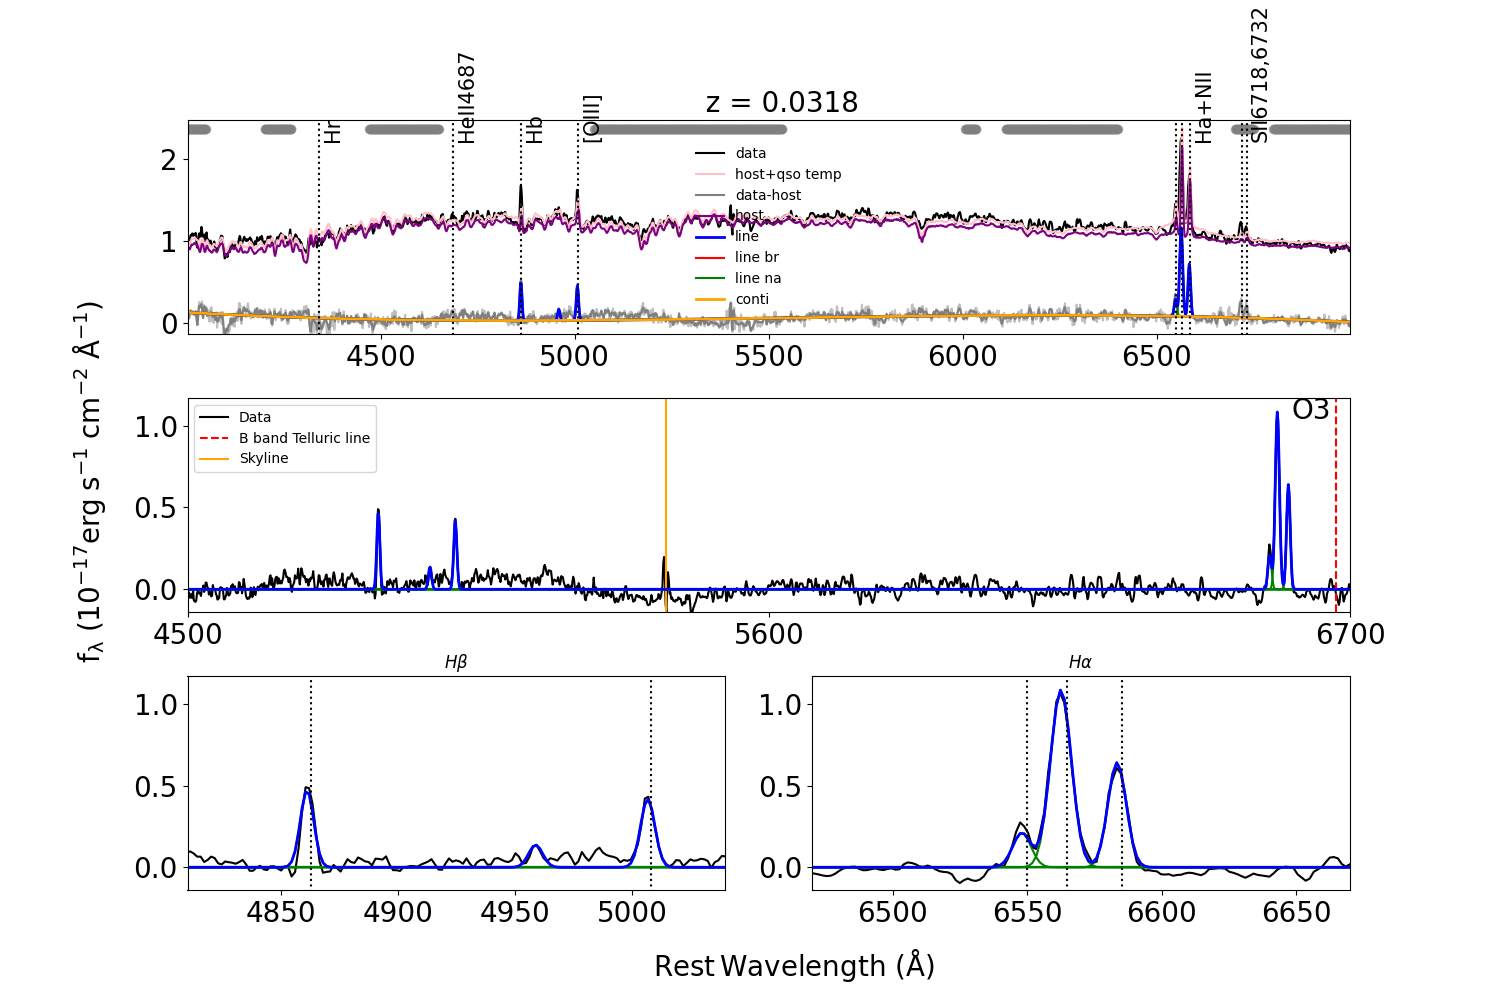 z = 0.0318
Hr
HeII4687
Hb
[OIII]
Ha+NII
SII6718,6732
data
host+qso temp
data-host
host
line
line br
line na
conti
2
1
0
4500
5000
5500
6000
6500
fλ (10⁻¹⁷erg s⁻¹ cm⁻² Å⁻¹)
Data
B band Telluric line
Skyline
O3
1.0
0.5
0.0
4500
5600
6700
Hβ
1.0
0.5
0.0
4850
4900
4950
5000
Hα
1.0
0.5
0.0
6500
6550
6600
6650
Rest Wavelength (Å)